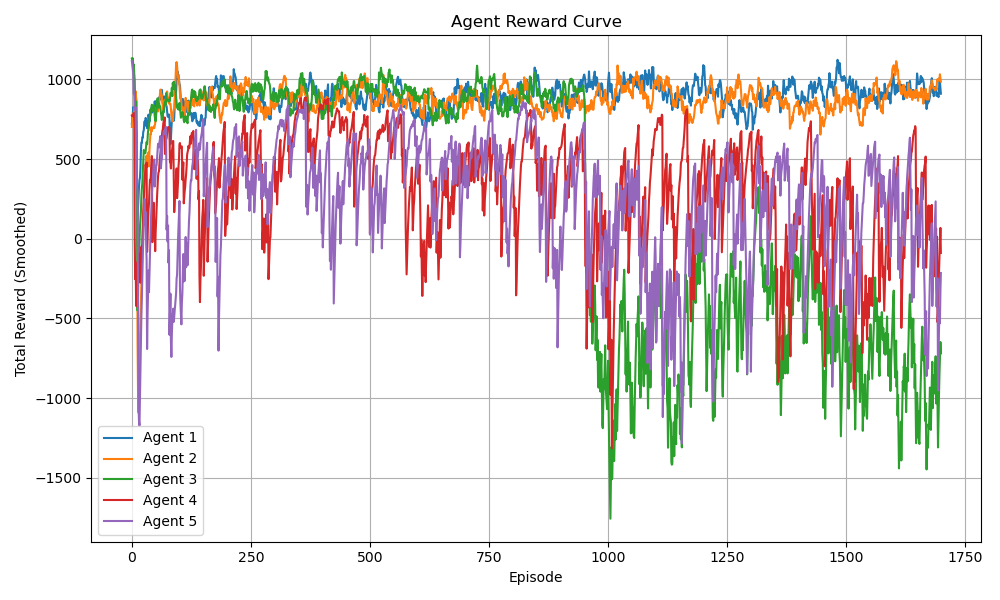 Agent Reward Curve
Total Reward (Smoothed)
1000
500
0
−500
−1000
−1500
Agent 1
Agent 2
Agent 3
Agent 4
Agent 5
0 250 500 750 1000 1250 1500 1750
Episode